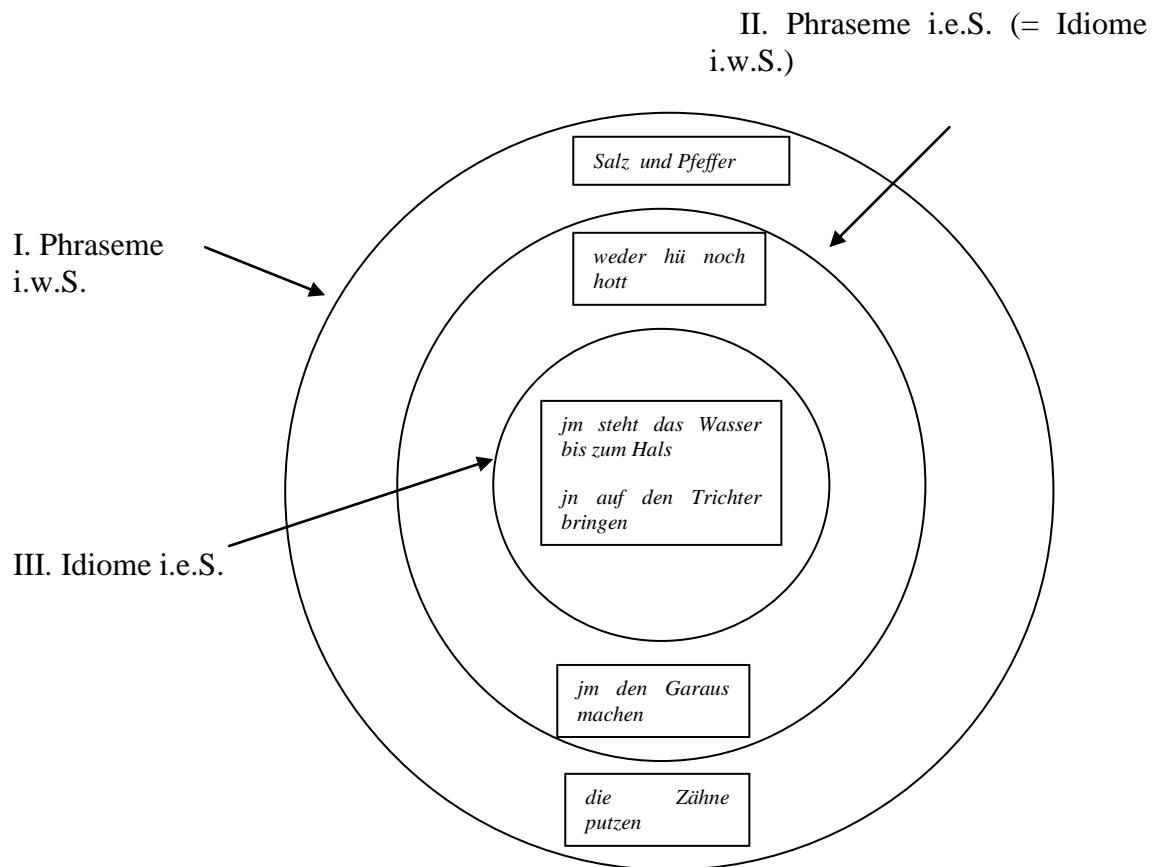 II. Phraseme i.e.S. (= Idiome
i.w.S.)
Salz und Pfeffer
I. Phraseme
i.w.S.
weder hü noch
hott
jm steht das Wasser
bis zum Hals
jn auf den Trichter
bringen
III. Idiome i.e.S.
jm den Garaus
machen
die Zähne
putzen